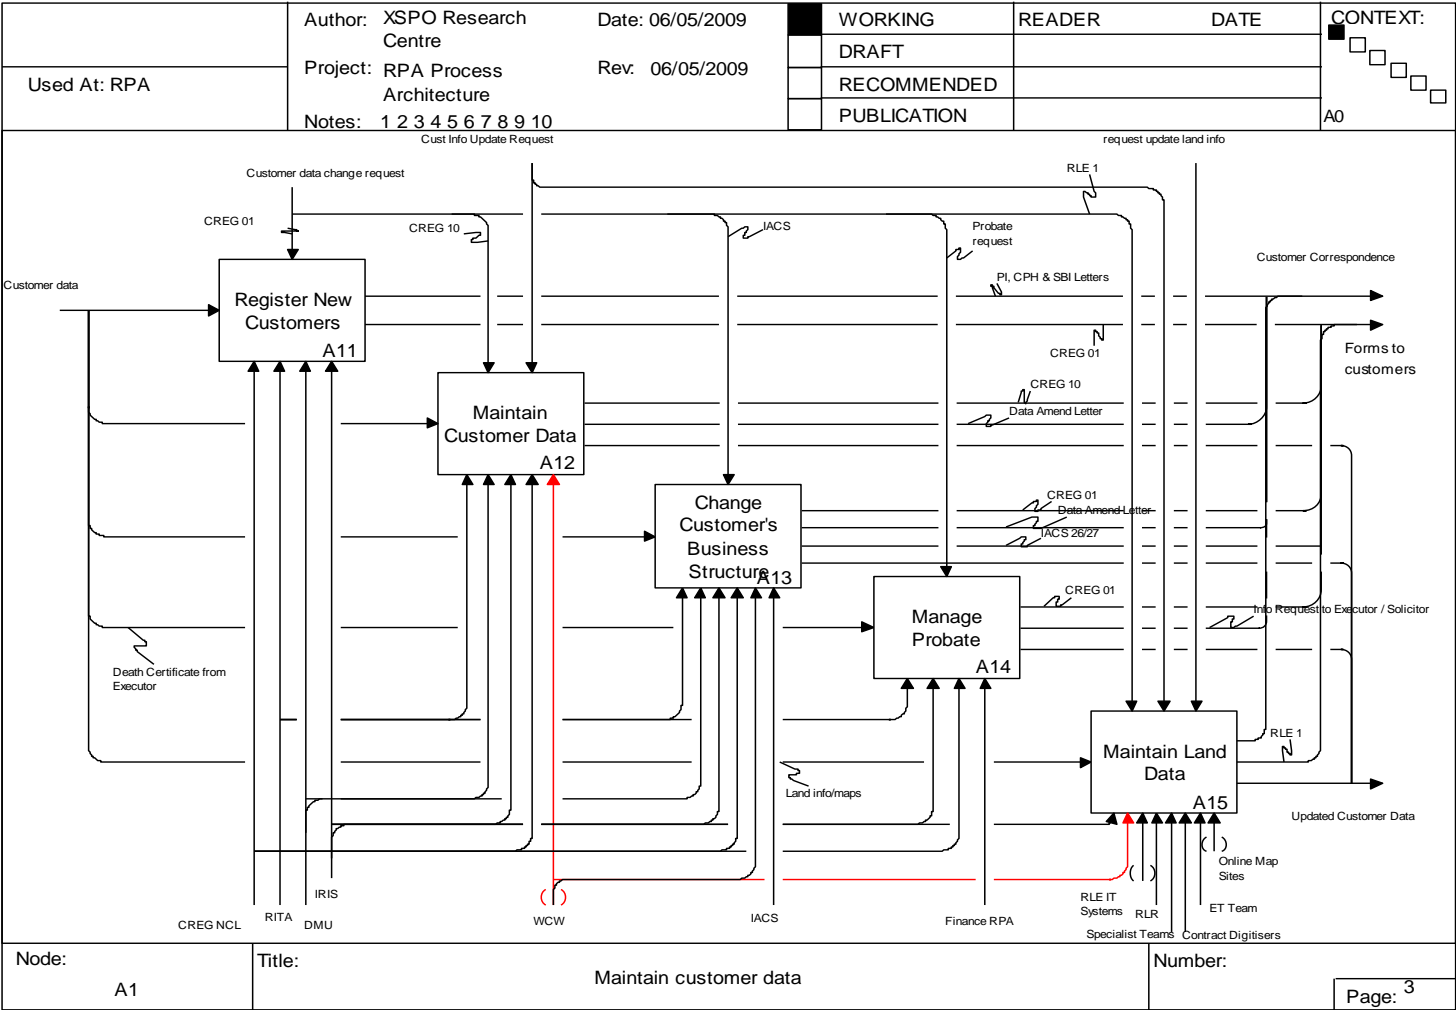 Used At: RPA
Author: XSPO Research
Centre
Date: 06/05/2009
Project: RPA Process
Architecture
Rev: 06/05/2009
Notes: 1 2 3 4 5 6 7 8 9 10
WORKING
DRAFT
RECOMMENDED
PUBLICATION
READER DATE
CONTEXT:
A0
Cust Info Update Request
request update land info
Customer data change request
RLE 1
CREG 01
CREG 10
IACS
Probate
request
Customer data
Customer Correspondence
PI, CPH & SBI Letters
Register New
Customers
A11
CREG 01
Forms to
customers
CREG 10
Data Amend Letter
Maintain
Customer Data
A12
CREG 01
Data Amend Letter
IACS 26/27
Change
Customer's
Business
Structure
A13
CREG 01
Info Request to Executor / Solicitor
Manage
Probate
A14
Death Certificate from
Executor
RLE 1
Maintain Land
Data
A15
Land info/maps
Updated Customer Data
Online Map
Sites
IRIS
RITA
CREG NCL
DMU
WCW
IACS
Finance RPA
RLE IT
Systems
RLR
ET Team
Specialist Teams
Contract Digitisers
Node:
A1
Title:
Maintain customer data
Number:
Page: 3